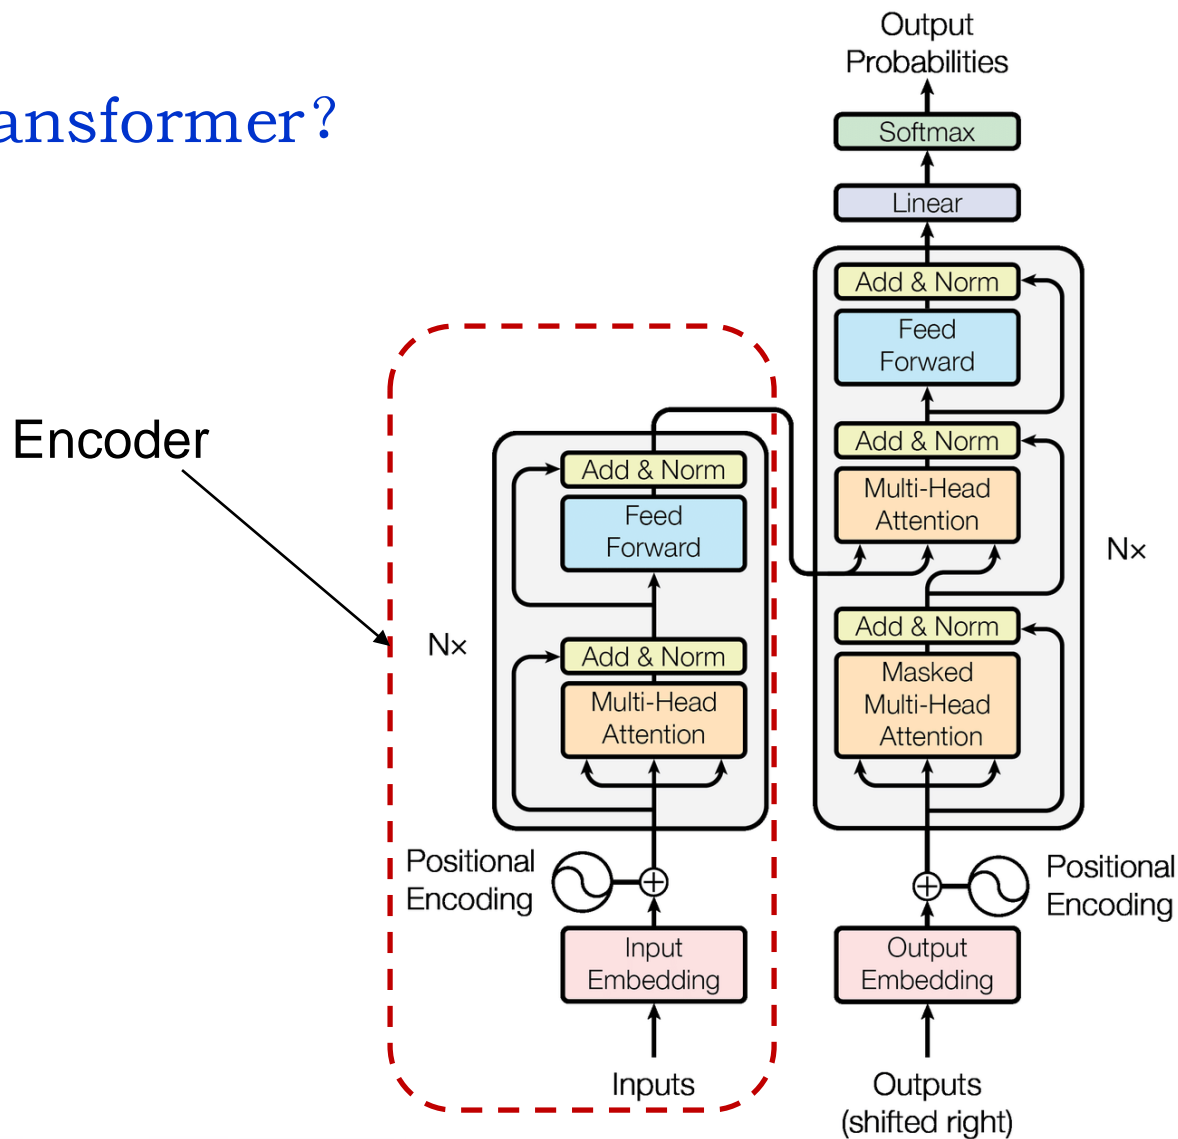 ansformer?
Encoder
Output
Probabilities
Softmax
Linear
Add & Norm
Feed
Forward
Add & Norm
Multi-Head
Attention
N×
Add & Norm
Masked
Multi-Head
Attention
Add & Norm
Feed
Forward
N×
Add & Norm
Multi-Head
Attention
Positional
Encoding
Positional
Encoding
Input
Embedding
Output
Embedding
Inputs
Outputs
(shifted right)